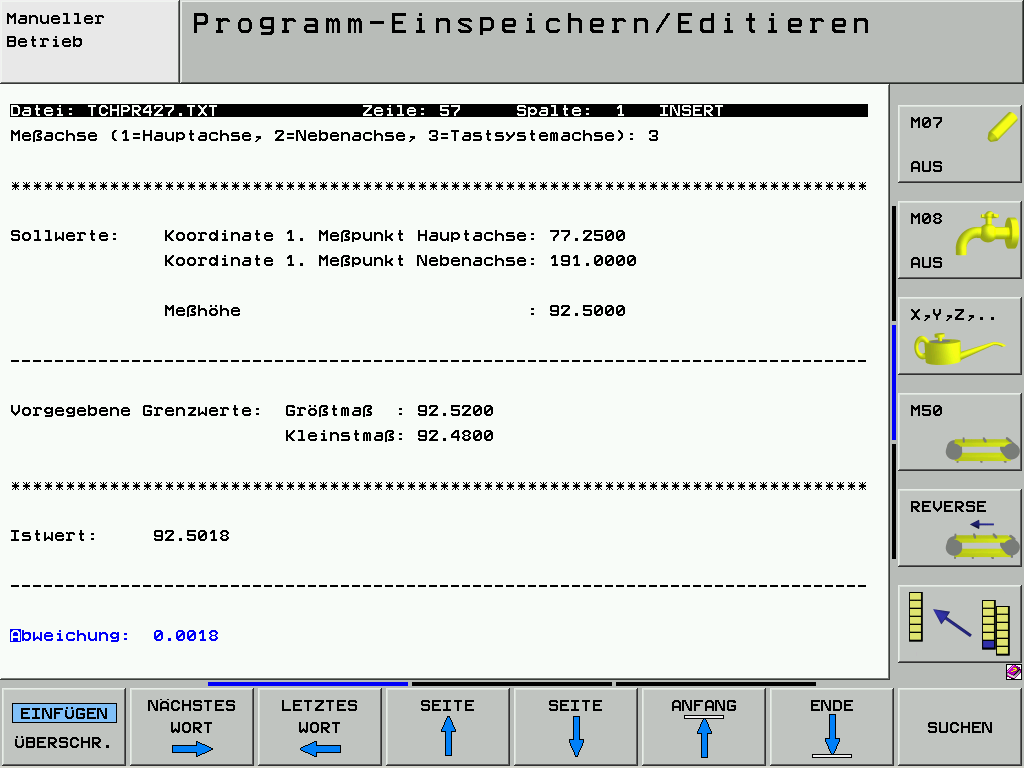 Manueller
Betrieb
Programm-Einspeichern/Editieren
Datei: TCHPR427.TXT Zeile: 57 Spalte: 1 INSERT
Meßachse (1=Hauptachse, 2=Nebenachse, 3=Tastsystemachse): 3
******************************************************************************
Sollwerte: Koordinate 1. Meßpunkt Hauptachse: 77.2500
Koordinate 1. Meßpunkt Nebenachse: 191.0000
Meßhöhe : 92.5000
------------------------------------------------------------------------------
Vorgegebene Grenzwerte: Größtmaß : 92.5200
Kleinstmaß: 92.4800
******************************************************************************
Istwert: 92.5018
------------------------------------------------------------------------------
Abweichung: 0.0018
M07
AUS
M08
AUS
X,Y,Z,..
M50
REVERSE
EINFÜGEN
ÜBERSCHR.
NÄCHSTES
WORT
LETZTES
WORT
SEITE
SEITE
ANFANG
ENDE
SUCHEN